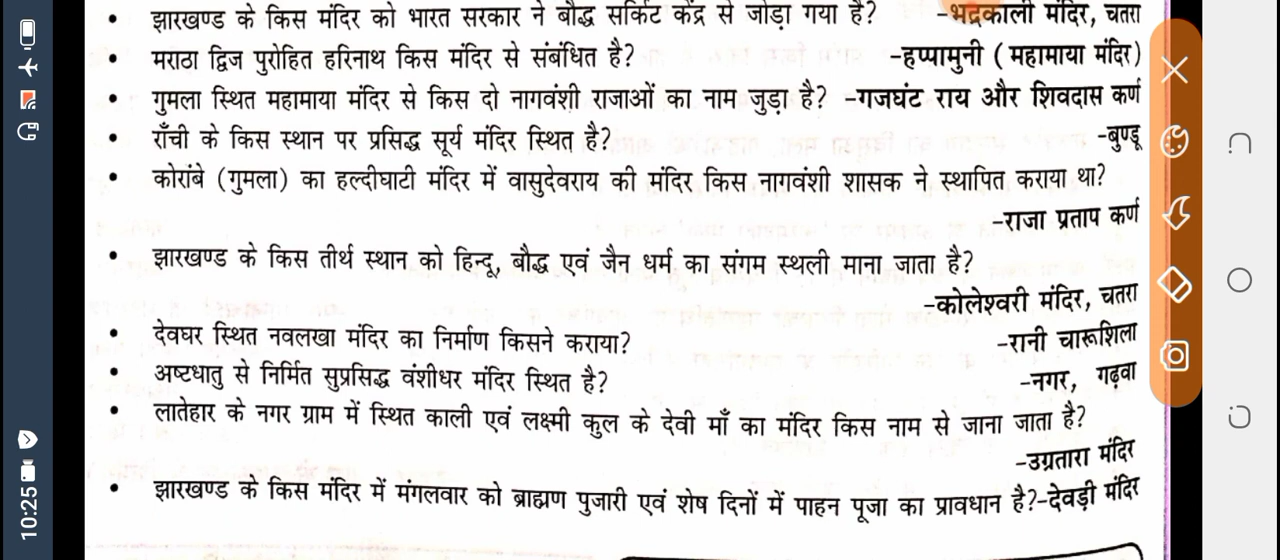 • झारखण्ड के किस मंदिर को भारत सरकार ने बौद्ध सर्किट केंद्र से जोड़ा गया है? -भद्रकाली मंदिर, चतरा
• मराठा द्विज पुरोहित हरिनाथ किस मंदिर से संबंधित है? -हप्पामुनी ( महामाया मंदिर)
• गुमला स्थित महामाया मंदिर से किस दो नागवंशी राजाओं का नाम जुड़ा है? -गजघंट राय और शिवदास कर्ण
• राँची के किस स्थान पर प्रसिद्ध सूर्य मंदिर स्थित है? -बुण्डू
• कोरांबे (गुमला) का हल्दीघाटी मंदिर में वासुदेवराय की मंदिर किस नागवंशी शासक ने स्थापित कराया था?
-राजा प्रताप कर्ण
• झारखण्ड के किस तीर्थ स्थान को हिन्दू, बौद्ध एवं जैन धर्म का संगम स्थली माना जाता है?
-कोलेश्वरी मंदिर, चतरा
• देवघर स्थित नवलखा मंदिर का निर्माण किसने कराया? -रानी चारूशिला
• अष्टधातु से निर्मित सुप्रसिद्ध वंशीधर मंदिर स्थित है? -नगर, गढ़वा
• लातेहार के नगर ग्राम में स्थित काली एवं लक्ष्मी कुल के देवी माँ का मंदिर किस नाम से जाना जाता है?
-उग्रतारा मंदिर
• झारखण्ड के किस मंदिर में मंगलवार को ब्राह्मण पुजारी एवं शेष दिनों में पाहन पूजा का प्रावधान है?-देवड़ी मंदिर
10:25